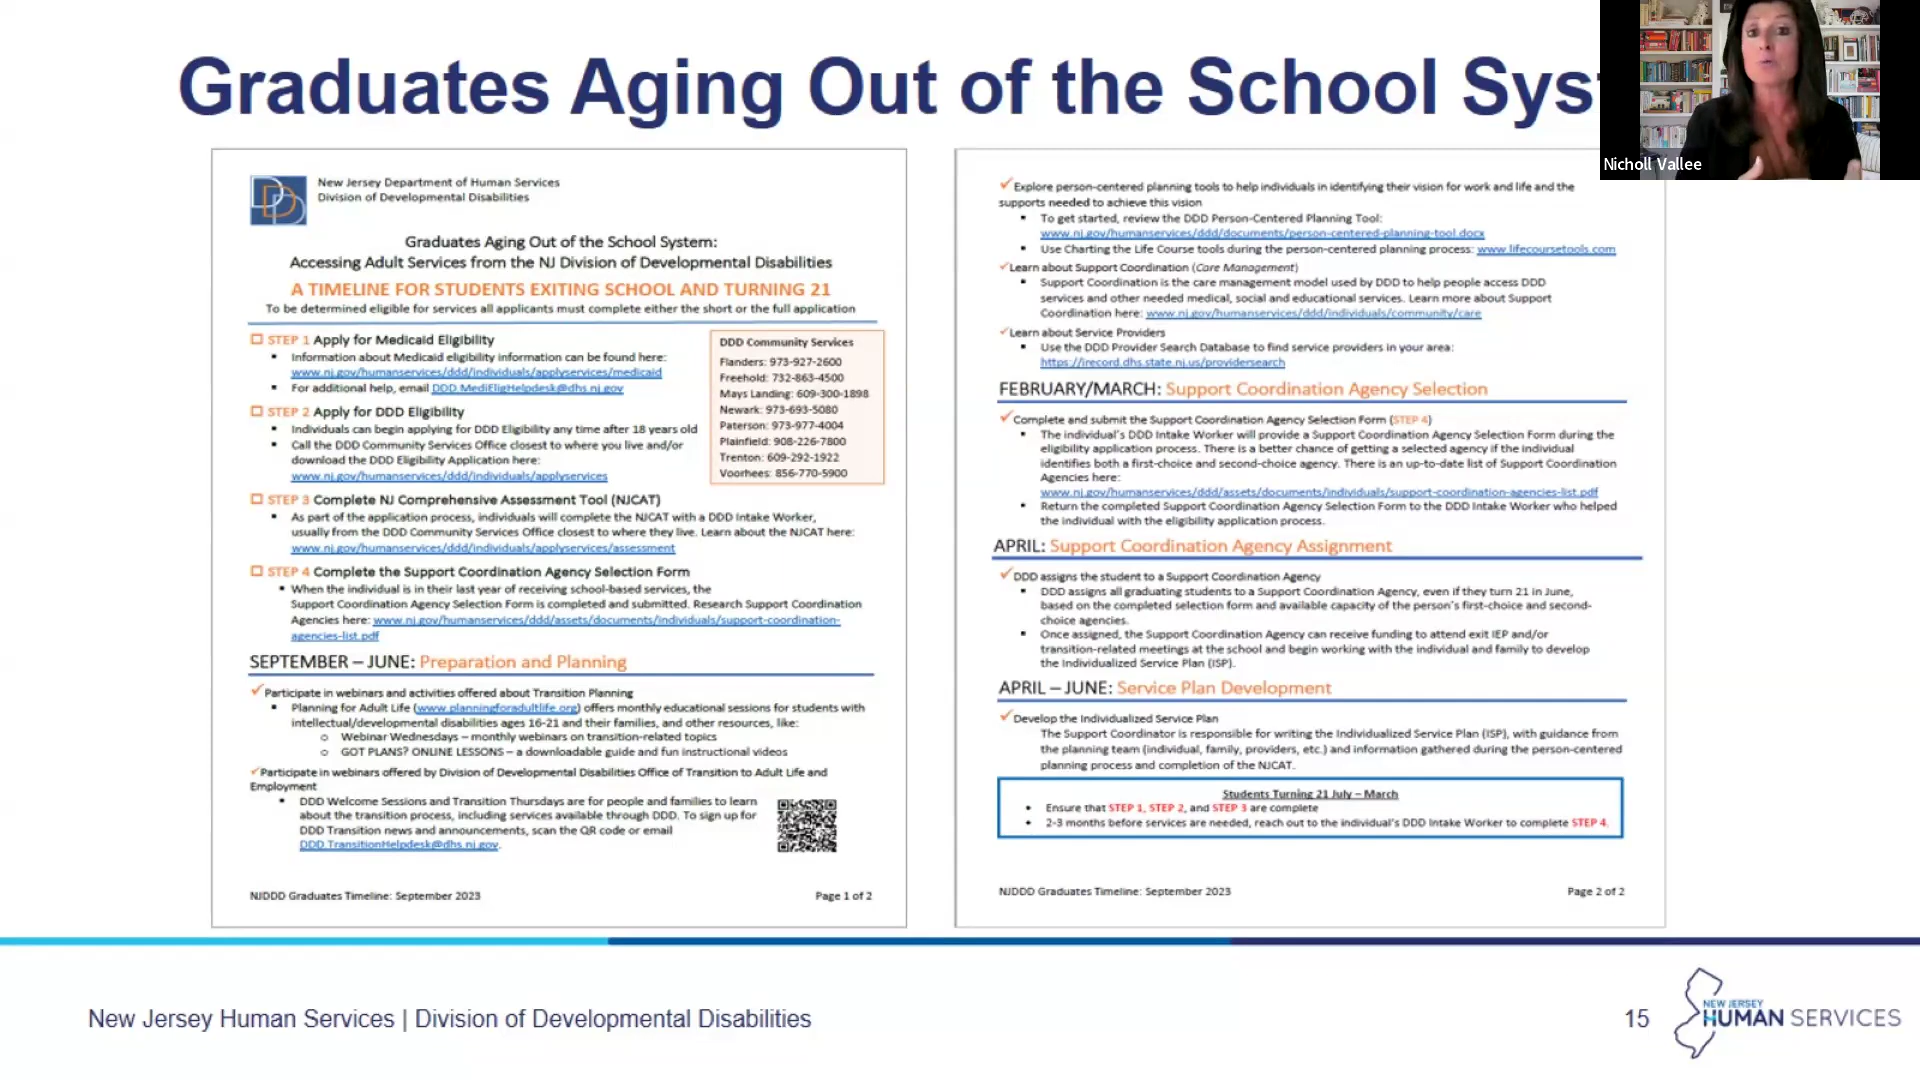 Graduates Aging Out of the School Sys
Nicholl Vallee
New Jersey Department of Human Services
Division of Developmental Disabilities
Graduates Aging Out of the School System:
Accessing Adult Services from the NJ Division of Developmental Disabilities
A TIMELINE FOR STUDENTS EXITING SCHOOL AND TURNING 21
To be determined eligible for services all applicants must complete either the short or the full application
STEP 1 Apply for Medicaid Eligibility
Information about Medicaid eligibility information can be found here:
www.nj.gov/humanservices/ddd/individuals/applyservices/medicaid
For additional help, email DDD.MediEligHelpdesk@dhs.nj.gov
STEP 2 Apply for DDD Eligibility
Individuals can begin applying for DDD Eligibility any time after 18 years old
Call the DDD Community Services Office closest to where you live and/or
download the DDD Eligibility Application here:
www.nj.gov/humanservices/ddd/individuals/applyservices
DDD Community Services
Flanders: 973-927-2600
Freehold: 732-863-4500
Mays Landing: 609-300-1898
Newark: 973-693-5080
Paterson: 973-977-4004
Plainfield: 908-226-7800
Trenton: 609-292-1922
Voorhees: 856-770-5900
STEP 3 Complete NJ Comprehensive Assessment Tool (NJCAT)
As part of the application process, individuals will complete the NJCAT with a DDD Intake Worker,
usually from the DDD Community Services Office closest to where they live. Learn about the NJCAT here:
www.nj.gov/humanservices/ddd/individuals/applyservices/assessment
STEP 4 Complete the Support Coordination Agency Selection Form
When the individual is in their last year of receiving school-based services, the
Support Coordination Agency Selection Form is completed and submitted. Research Support Coordination
Agencies here: www.nj.gov/humanservices/ddd/assets/documents/individuals/support-coordination-
agencies-list.pdf
SEPTEMBER – JUNE: Preparation and Planning
✓Participate in webinars and activities offered about Transition Planning
Planning for Adult Life (www.planningforadultlife.org) offers monthly educational sessions for students with
intellectual/developmental disabilities ages 16-21 and their families, and other resources, like:
Webinar Wednesdays – monthly webinars on transition-related topics
GOT PLANS? ONLINE LESSONS – a downloadable guide and fun instructional videos
✓Participate in webinars offered by Division of Developmental Disabilities Office of Transition to Adult Life and
Employment
DDD Welcome Sessions and Transition Thursdays are for people and families to learn
about the transition process, including services available through DDD. To sign up for
DDD Transition news and announcements, scan the QR code or email
DDD.TransitionHelpdesk@dhs.nj.gov.
NJDDD Graduates Timeline: September 2023
Page 1 of 2
✓Explore person-centered planning tools to help individuals in identifying their vision for work and life and the
supports needed to achieve this vision
To get started, review the DDD Person-Centered Planning Tool:
www.nj.gov/humanservices/ddd/documents/person-centered-planning-tool.docx
Use Charting the Life Course tools during the person-centered planning process: www.lifecoursetools.com
✓Learn about Support Coordination (Care Management)
Support Coordination is the care management model used by DDD to help people access DDD
services and other needed medical, social and educational services. Learn more about Support
Coordination here: www.nj.gov/humanservices/ddd/individuals/community/care
✓Learn about Service Providers
Use the DDD Provider Search Database to find service providers in your area:
https://irecord.dhs.state.nj.us/providersearch
FEBRUARY/MARCH: Support Coordination Agency Selection
✓Complete and submit the Support Coordination Agency Selection Form (STEP 4)
The individual's DDD Intake Worker will provide a Support Coordination Agency Selection Form during the
eligibility application process. There is a better chance of getting a selected agency if the individual
identifies both a first-choice and second-choice agency. There is an up-to-date list of Support Coordination
Agencies here:
www.nj.gov/humanservices/ddd/assets/documents/individuals/support-coordination-agencies-list.pdf
Return the completed Support Coordination Agency Selection Form to the DDD Intake Worker who helped
the individual with the eligibility application process.
APRIL: Support Coordination Agency Assignment
✓DDD assigns the student to a Support Coordination Agency
DDD assigns all graduating students to a Support Coordination Agency, even if they turn 21 in June,
based on the completed selection form and available capacity of the person's first-choice and second-
choice agencies.
Once assigned, the Support Coordination Agency can receive funding to attend exit IEP and/or
transition-related meetings at the school and begin working with the individual and family to develop
the Individualized Service Plan (ISP).
APRIL – JUNE: Service Plan Development
✓Develop the Individualized Service Plan
The Support Coordinator is responsible for writing the Individualized Service Plan (ISP), with guidance from
the planning team (individual, family, providers, etc.) and information gathered during the person-centered
planning process and completion of the NJCAT.
Students Turning 21 July – March
Ensure that STEP 1, STEP 2, and STEP 3 are complete
2-3 months before services are needed, reach out to the individual's DDD Intake Worker to complete STEP 4.
NJDDD Graduates Timeline: September 2023
Page 2 of 2
New Jersey Human Services | Division of Developmental Disabilities
15
NEW JERSEY
HUMAN SERVICES